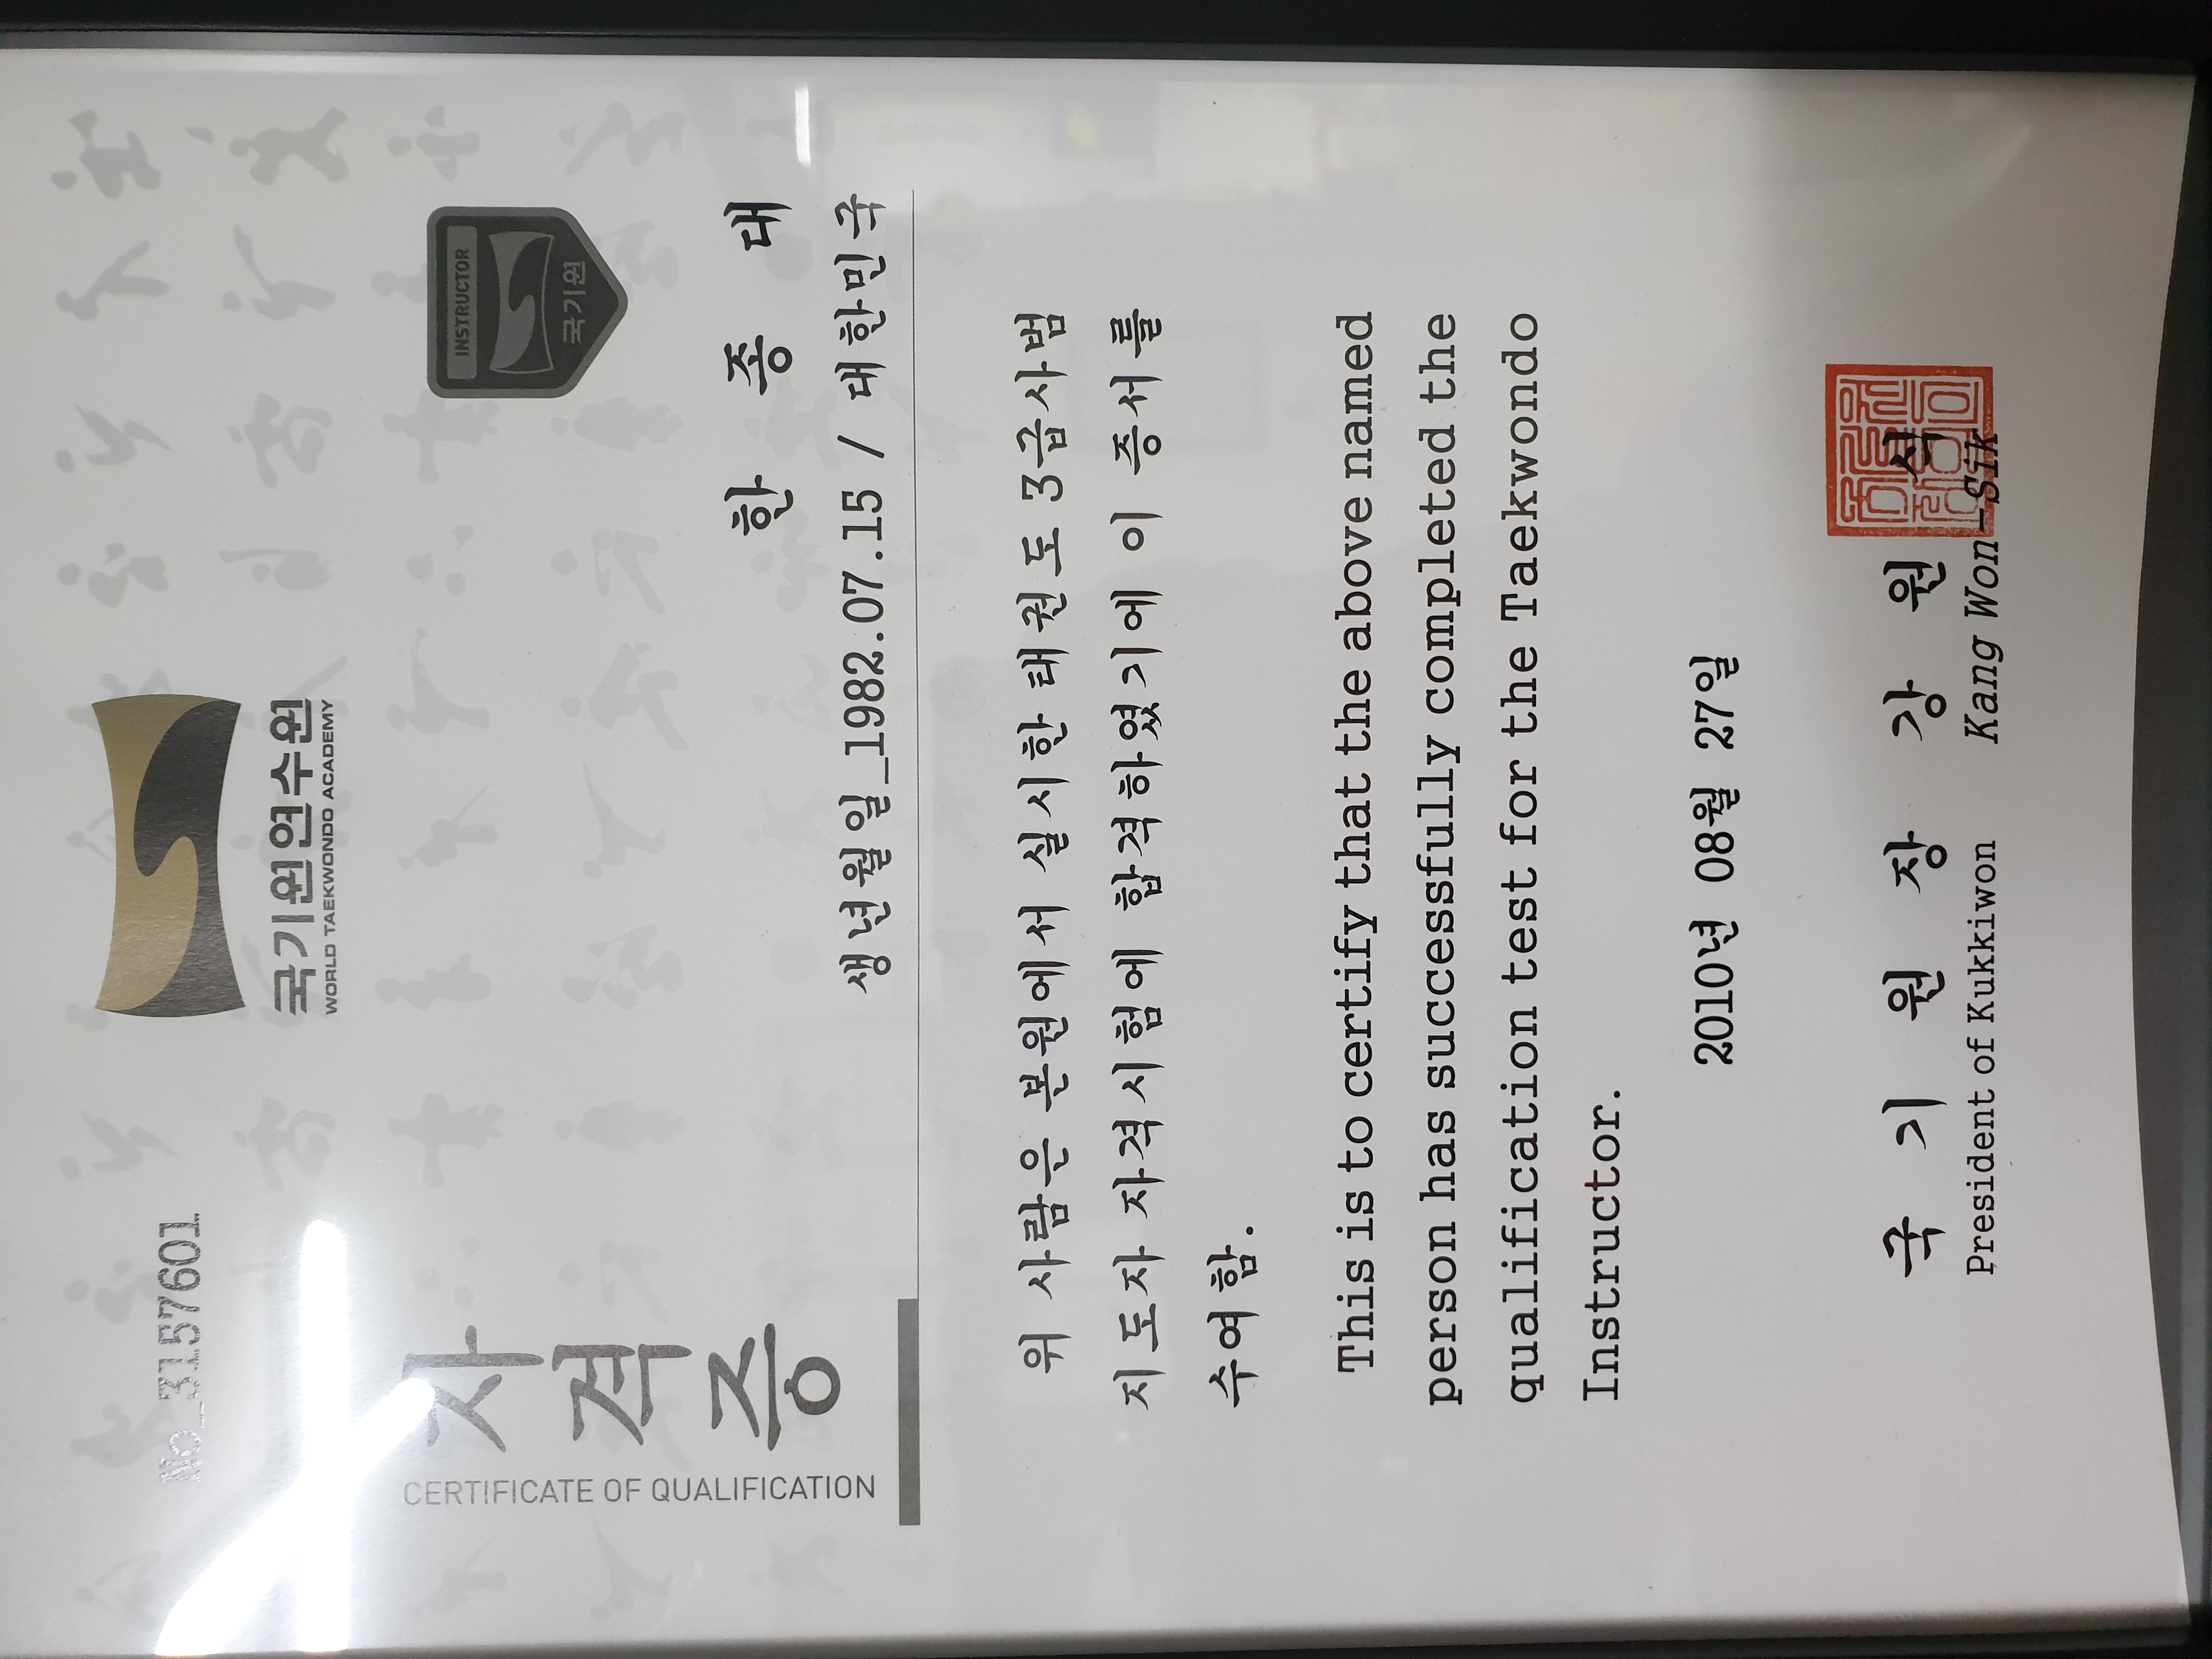 No_3157601
국기원연수원
WORLD TAEKWONDO ACADEMY
자격증
CERTIFICATE OF QUALIFICATION
INSTRUCTOR
국기원
한 종 대
생년월일_1982.07.15 / 대한민국
위 사람은 본원에서 실시한 태권도 3급사범
지도자 자격시험에 합격하였기에 이 증서를
수여함.
This is to certify that the above named
person has successfully completed the
qualification test for the Taekwondo
Instructor.
2010년 08월 27일
국 기 원 장 강 원 식
President of Kukkiwon Kang Won-Sik